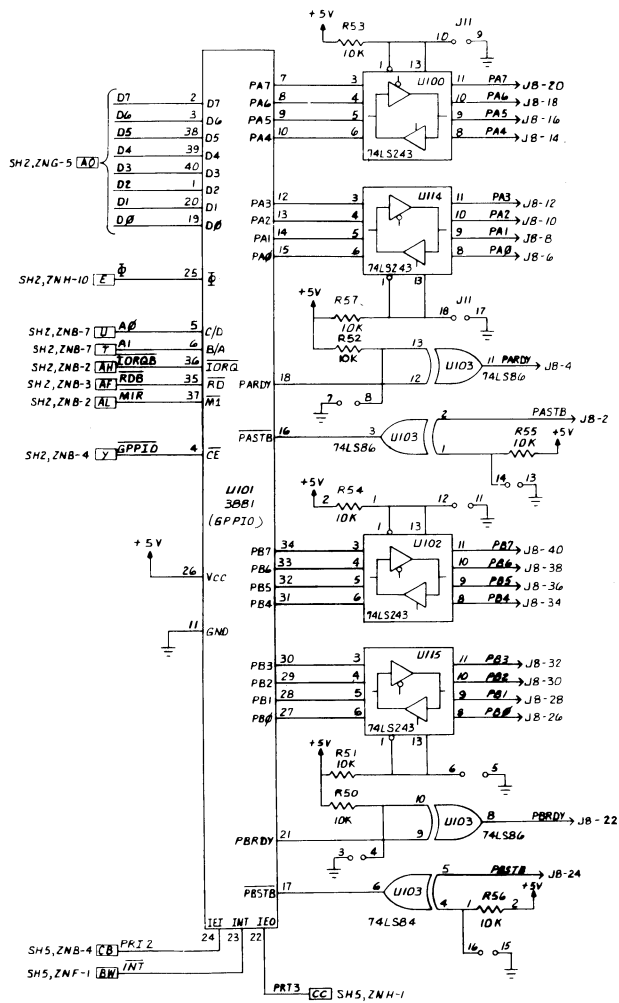 +5V
R53
10K
J11
10
9
1
13
U100
PA7 7 3 11 PA7 J8-20
PA6 8 4 10 PA6 J8-18
PA5 9 5 9 PA5 J8-16
PA4 10 6 8 PA4 J8-14
74LS243
D7 2 D7
D6 3 D6
D5 38 D5
D4 39 D4
D3 40 D3
D2 1 D2
D1 20 D1
DØ 19 DØ
SH2,ZNG-5 AO
U114
PA3 12 3 11 PA3 J8-12
PA2 13 4 10 PA2 J8-10
PA1 14 5 9 PA1 J8-8
PAØ 15 6 8 PAØ J8-6
74LS243
1
13
SH2,ZNH-10 E Φ 25 Φ
+5V
R57
10K
J11
18
17
R52
10K
SH2,ZNB-7 U AØ 5 C/D
SH2,ZNB-7 T A1 6 B/A
SH2,ZNB-2 AH IORQB 36 IORQ
SH2,ZNB-3 AF RDB 35 RD
SH2,ZNB-2 AL MIR 37 M1
13
PARDY 18 12 U103 11 PARDY J8-4
74LS86
7
8
PASTB 16 3 U103 2 PASTB J8-2
74LS86
1
R55
10K
+5V
14
13
SH2,ZNB-4 Y GPPIO 4 CE
U101
3881
(GPPIO)
+5V
2
R54
10K
1
12
11
1
13
U102
PB7 34 3 11 PB7 J8-40
PB6 33 4 10 PB6 J8-38
PB5 32 5 9 PB5 J8-36
PB4 31 6 8 PB4 J8-34
74LS243
+5V
26 VCC
11 GND
U115
PB3 30 3 11 PB3 J8-32
PB2 29 4 10 PB2 J8-30
PB1 28 5 9 PB1 J8-28
PBØ 27 6 8 PBØ J8-26
74LS243
1
13
+5V
R51
10K
6
5
R50
10K
10
PBRDY 21 9 U103 8 PBRDY J8-22
74LS86
3
4
PBSTB 17 6 U103 5 PBSTB J8-24
74LS84
4
1
R56
10K
2
+5V
16
15
IEI INT IEO
24 23 22
SH5,ZNB-4 CB PRI2
SH5,ZNF-1 BW INT
PRT3 CC SH5,ZNH-1